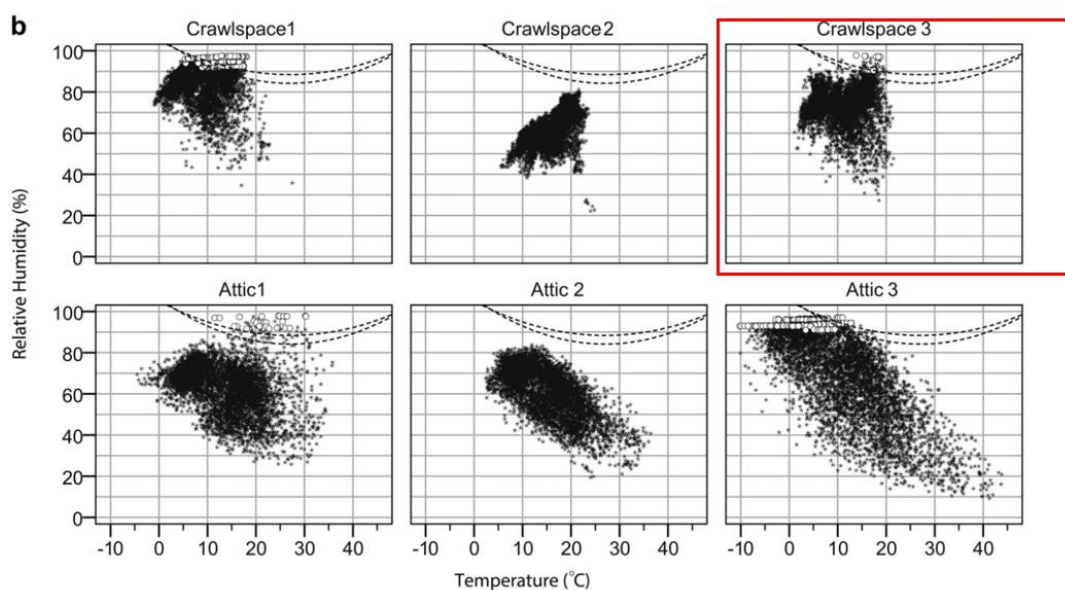 b
Crawlspace1
Crawlspace 2
Crawlspace 3
100
80
60
40
20
0
Attic1
Attic 2
Attic 3
100
80
60
40
20
0
Relative Humidity (%)
-10 0 10 20 30 40
-10 0 10 20 30 40
-10 0 10 20 30 40
Temperature (°C)